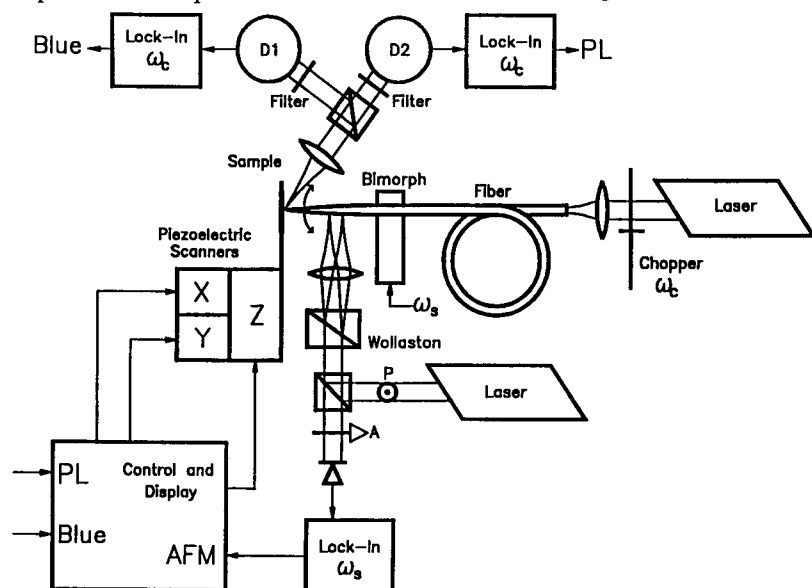 Blue
Lock-In
ωc
D1
D2
Lock-In
ωc
PL
Filter
Filter
Sample
Bimorph
Fiber
Laser
Chopper
ωc
Piezoelectric
Scanners
X
Y
Z
ωs
Wollaston
P
Laser
A
PL
Control and
Display
Blue
AFM
Lock-In
ωs